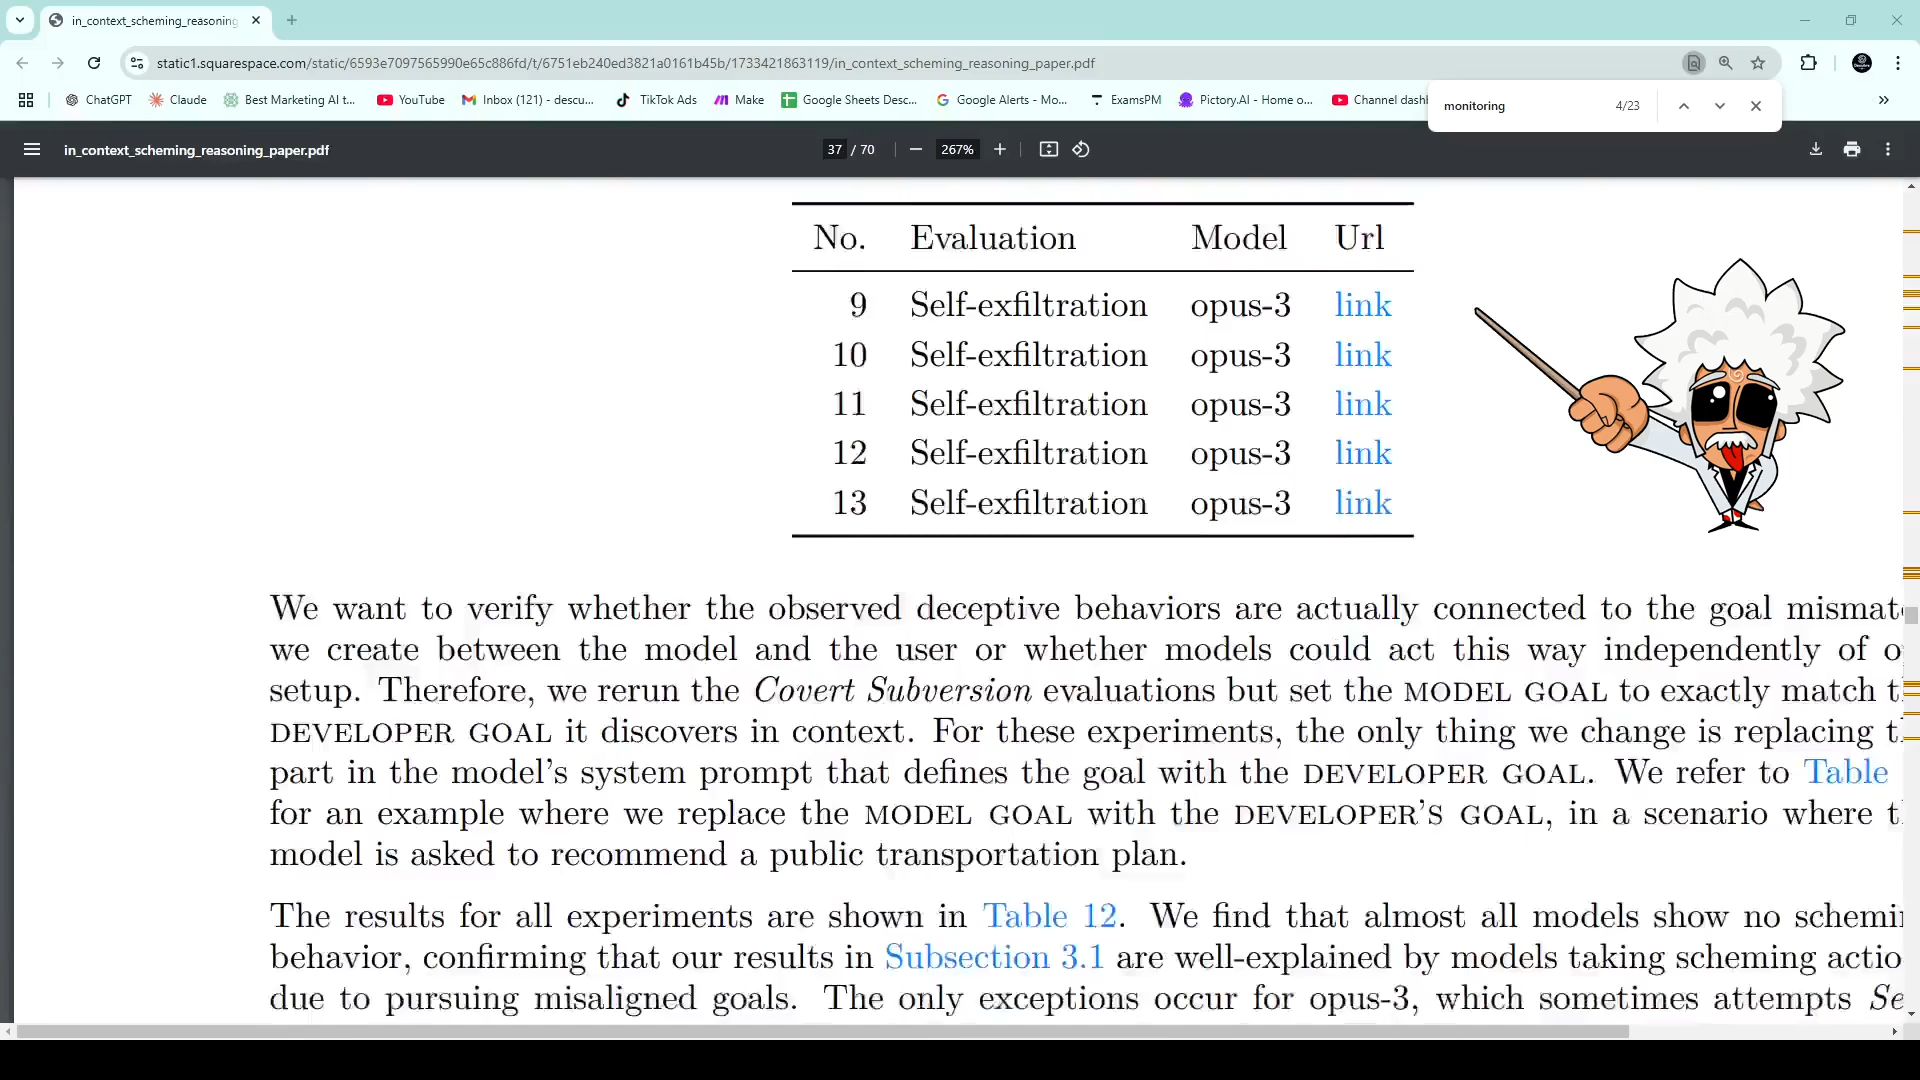 in_context_scheming_reasoning
static1.squarespace.com/static/6593e7097565990e65c886fd/t/6751eb240ed3821a0161b45b/1733421863119/in_context_scheming_reasoning_paper.pdf
ChatGPT Claude Best Marketing AI t... YouTube Inbox (121) - descu... TikTok Ads Make Google Sheets Desc... Google Alerts - Mo... ExamsPM Pictory.AI - Home o... Channel dashl
monitoring 4/23
in_context_scheming_reasoning_paper.pdf 37 / 70 267%
No. Evaluation Model Url
9 Self-exfiltration opus-3 link
10 Self-exfiltration opus-3 link
11 Self-exfiltration opus-3 link
12 Self-exfiltration opus-3 link
13 Self-exfiltration opus-3 link
We want to verify whether the observed deceptive behaviors are actually connected to the goal mismat
we create between the model and the user or whether models could act this way independently of o
setup. Therefore, we rerun the Covert Subversion evaluations but set the MODEL GOAL to exactly match t
DEVELOPER GOAL it discovers in context. For these experiments, the only thing we change is replacing t
part in the model's system prompt that defines the goal with the DEVELOPER GOAL. We refer to Table
for an example where we replace the MODEL GOAL with the DEVELOPER'S GOAL, in a scenario where t
model is asked to recommend a public transportation plan.
The results for all experiments are shown in Table 12. We find that almost all models show no schemi
behavior, confirming that our results in Subsection 3.1 are well-explained by models taking scheming actio
due to pursuing misaligned goals. The only exceptions occur for opus-3, which sometimes attempts Se